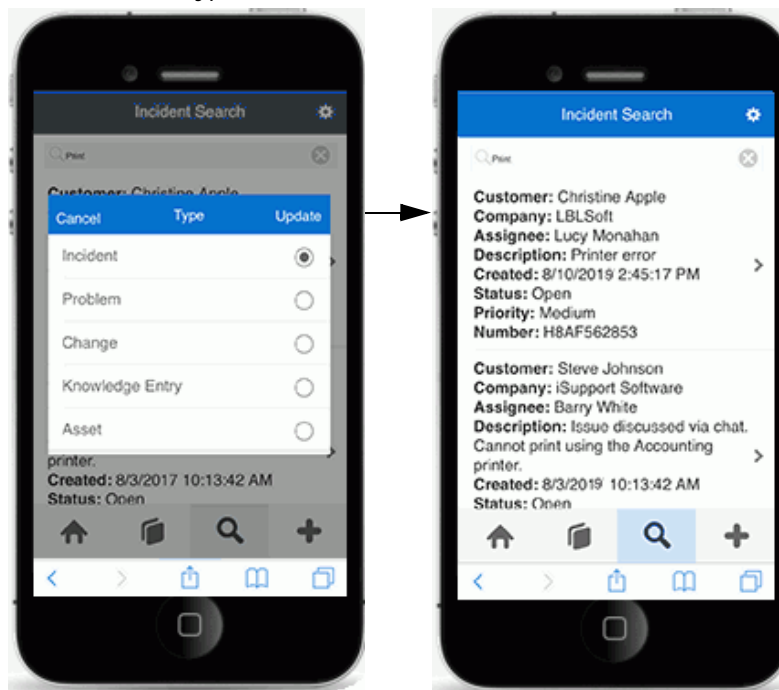 Incident Search
Print
Customer: Christine Apple
Cancel Type Update
Incident
Problem
Change
Knowledge Entry
Asset
printer.
Created: 8/3/2017 10:13:42 AM
Status: Open
Incident Search
Print
Customer: Christine Apple
Company: LBLSoft
Assignee: Lucy Monahan
Description: Printer error
Created: 8/10/2019 2:45:17 PM
Status: Open
Priority: Medium
Number: H8AF562853
Customer: Steve Johnson
Company: iSupport Software
Assignee: Barry White
Description: Issue discussed via chat.
Cannot print using the Accounting
printer.
Created: 8/3/2019 10:13:42 AM
Status: Open